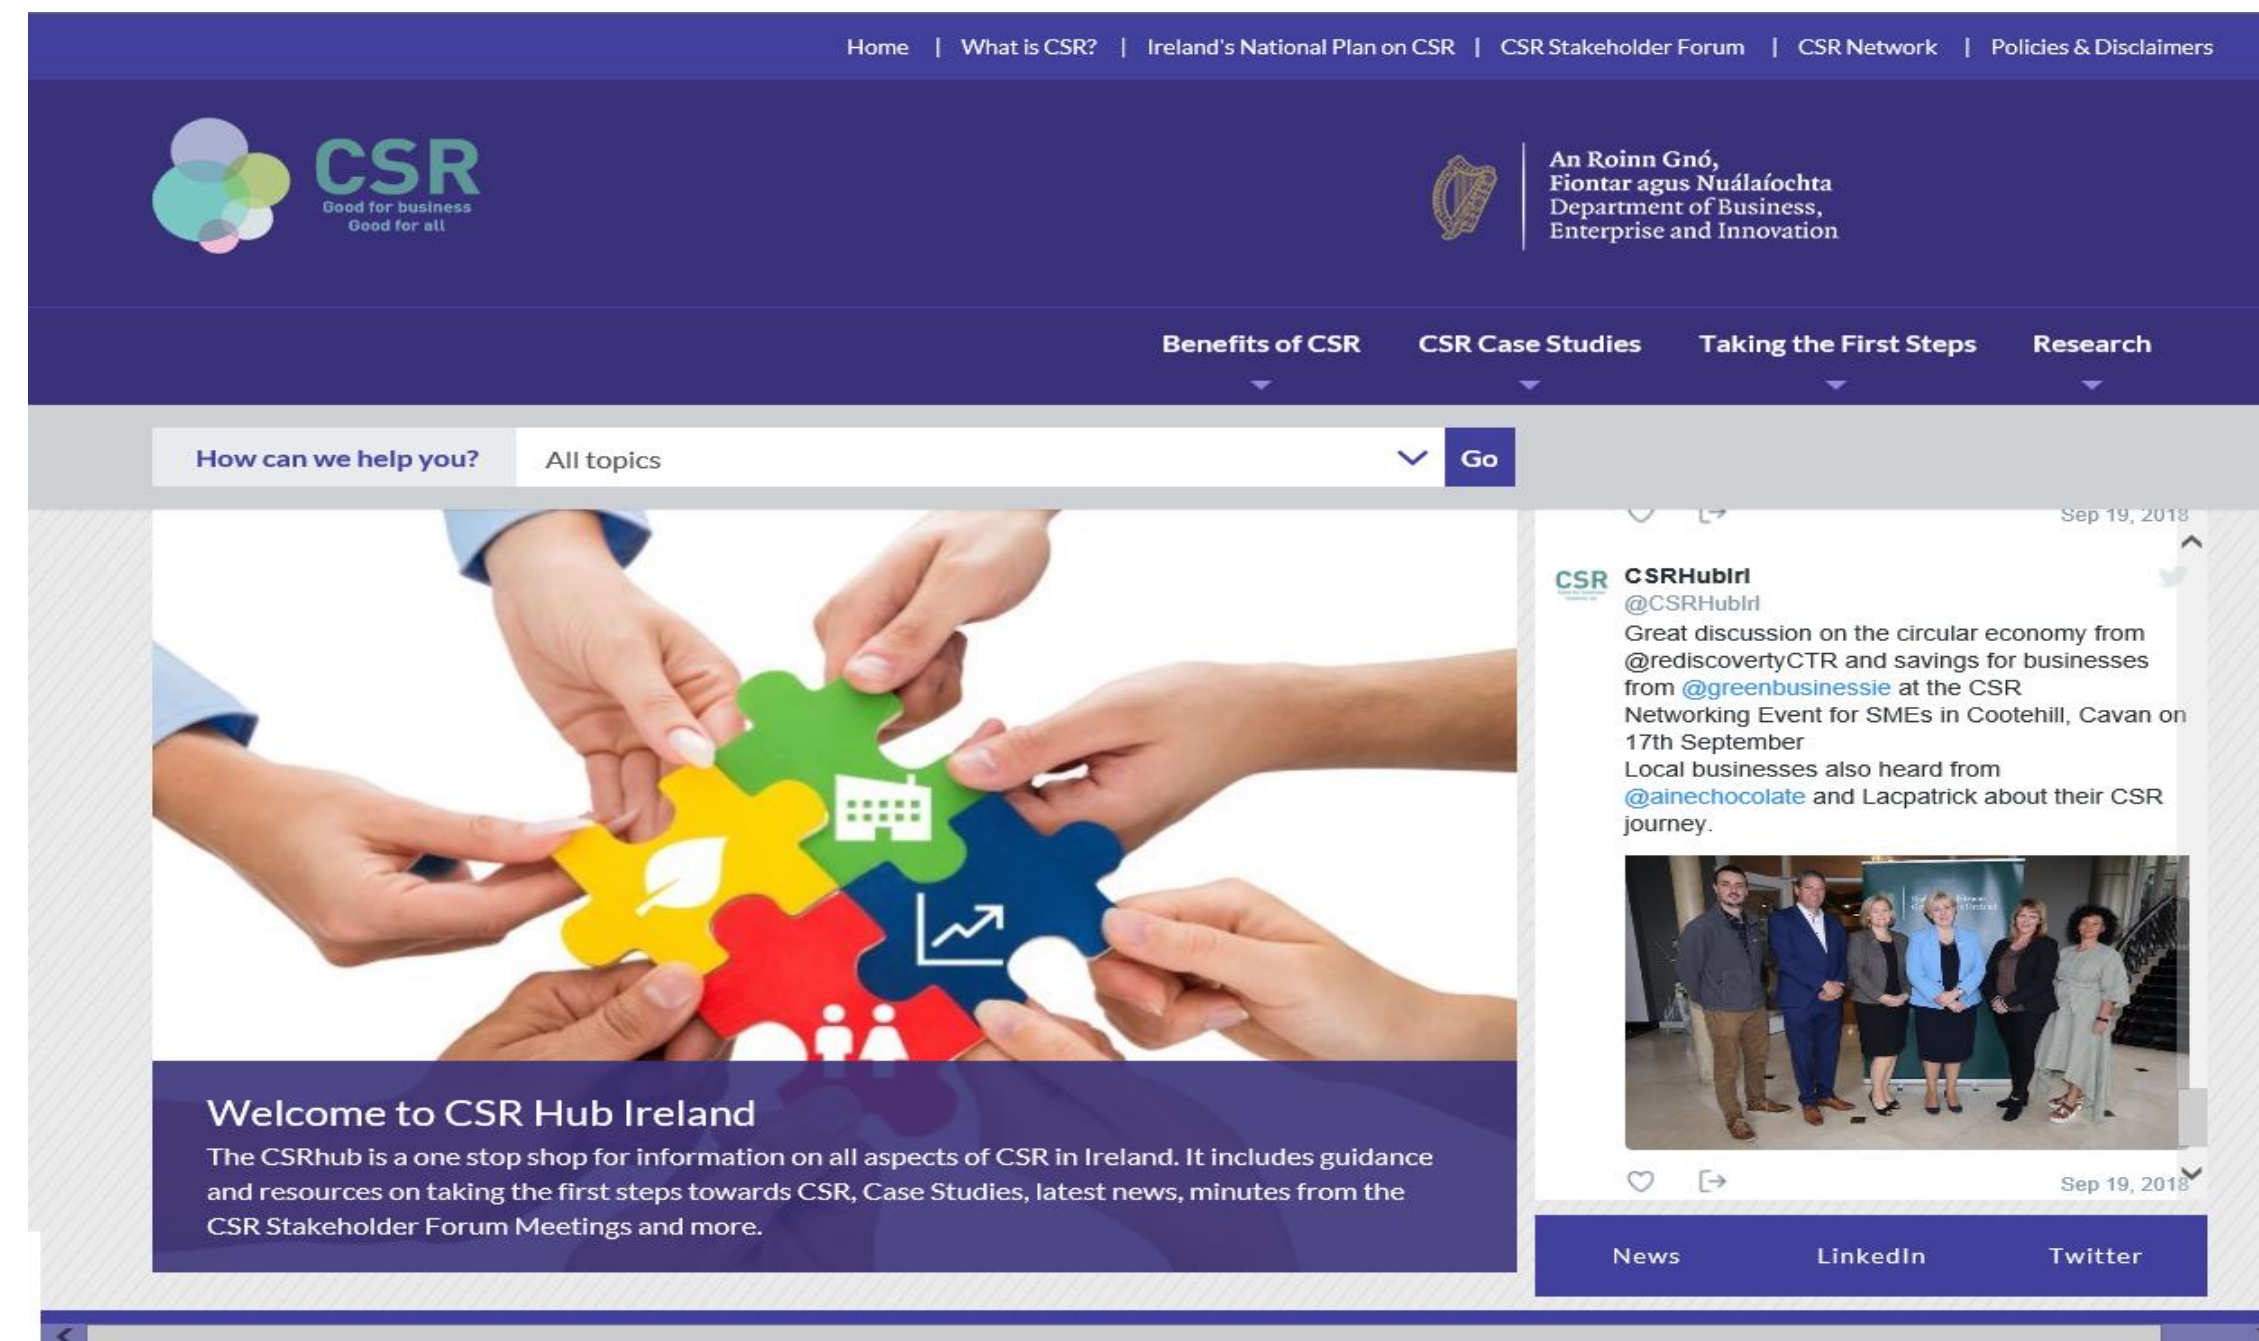 Home | What is CSR? | Ireland's National Plan on CSR | CSR Stakeholder Forum | CSR Network | Policies & Disclaimers
CSR
Good for business
Good for all
An Roinn Gnó,
Fiontar agus Nuálaíochta
Department of Business,
Enterprise and Innovation
Benefits of CSR
CSR Case Studies
Taking the First Steps
Research
How can we help you?
All topics
Go
Welcome to CSR Hub Ireland
The CSRhub is a one stop shop for information on all aspects of CSR in Ireland. It includes guidance
and resources on taking the first steps towards CSR, Case Studies, latest news, minutes from the
CSR Stakeholder Forum Meetings and more.
Sep 19, 2018
CSR
CSRHubIrl
@CSRHubIrl
Great discussion on the circular economy from
@rediscovertyCTR and savings for businesses
from @greenbusinessie at the CSR
Networking Event for SMEs in Cootehill, Cavan on
17th September
Local businesses also heard from
@ainechocolate and Lacpatrick about their CSR
journey.
Sep 19, 2018
News
LinkedIn
Twitter